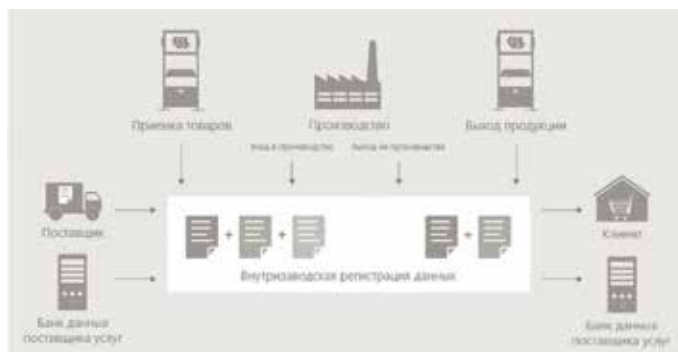 Приемка товаров
Производство
Выход продукции
Вход в производство
Выход из производства
Поставщик
Клиент
Внутризаводская регистрация данных
Банк данных
поставщика услуг
Банк данных
поставщика услуг